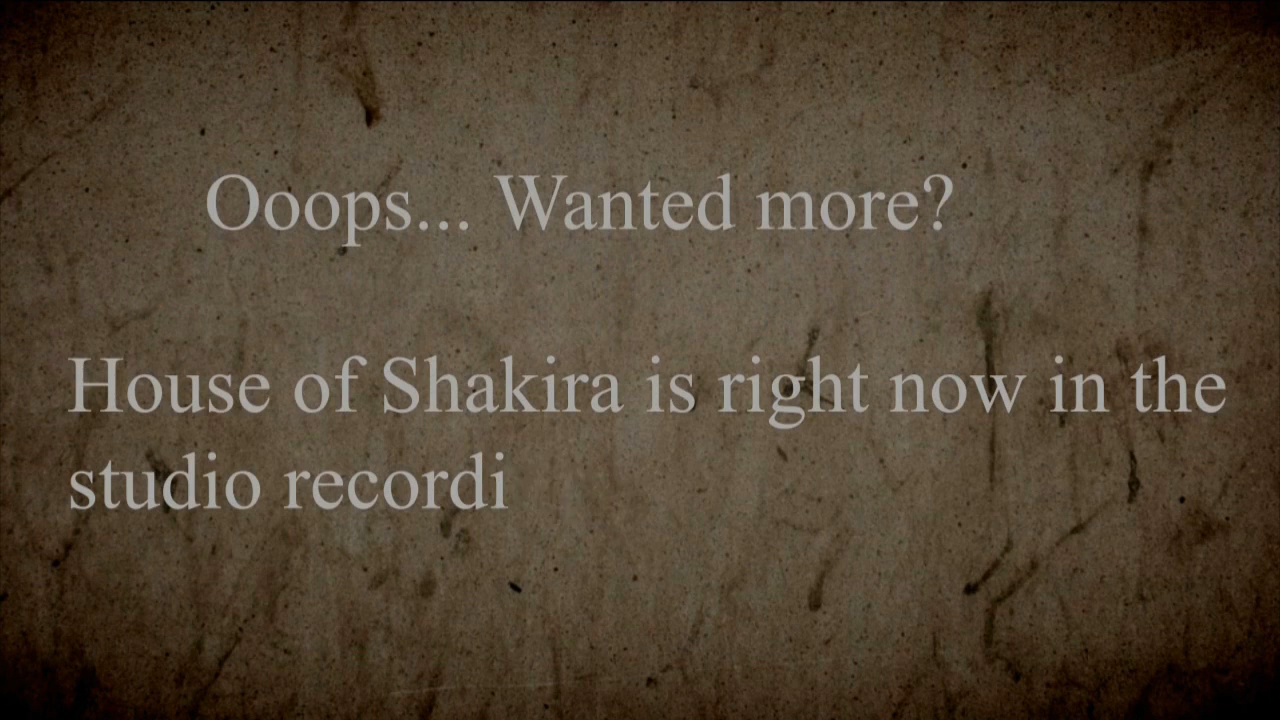 Ooops... Wanted more?
House of Shakira is right now in the
studio recordi